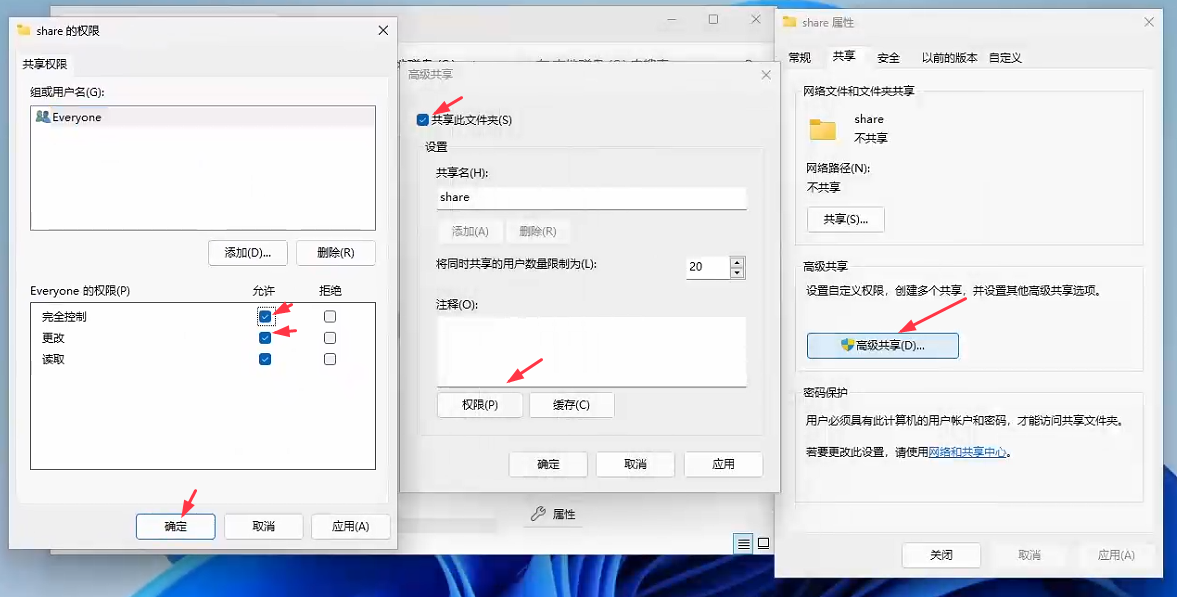 share 的权限
共享权限
组或用户名(G):
Everyone
添加(D)...
删除(R)
Everyone 的权限(P)
允许
拒绝
完全控制
更改
读取
确定
取消
应用(A)
高级共享
共享此文件夹(S)
设置
共享名(H):
share
添加(A)
删除(R)
将同时共享的用户数量限制为(L):
20
注释(O):
权限(P)
缓存(C)
确定
取消
应用
属性
share 属性
常规
共享
安全
以前的版本
自定义
网络文件和文件夹共享
share
不共享
网络路径(N):
不共享
共享(S)...
高级共享
设置自定义权限，创建多个共享，并设置其他高级共享选项。
高级共享(D)...
密码保护
用户必须具有此计算机的用户帐户和密码，才能访问共享文件夹。
若要更改此设置，请使用网络和共享中心。
关闭
取消
应用(A)